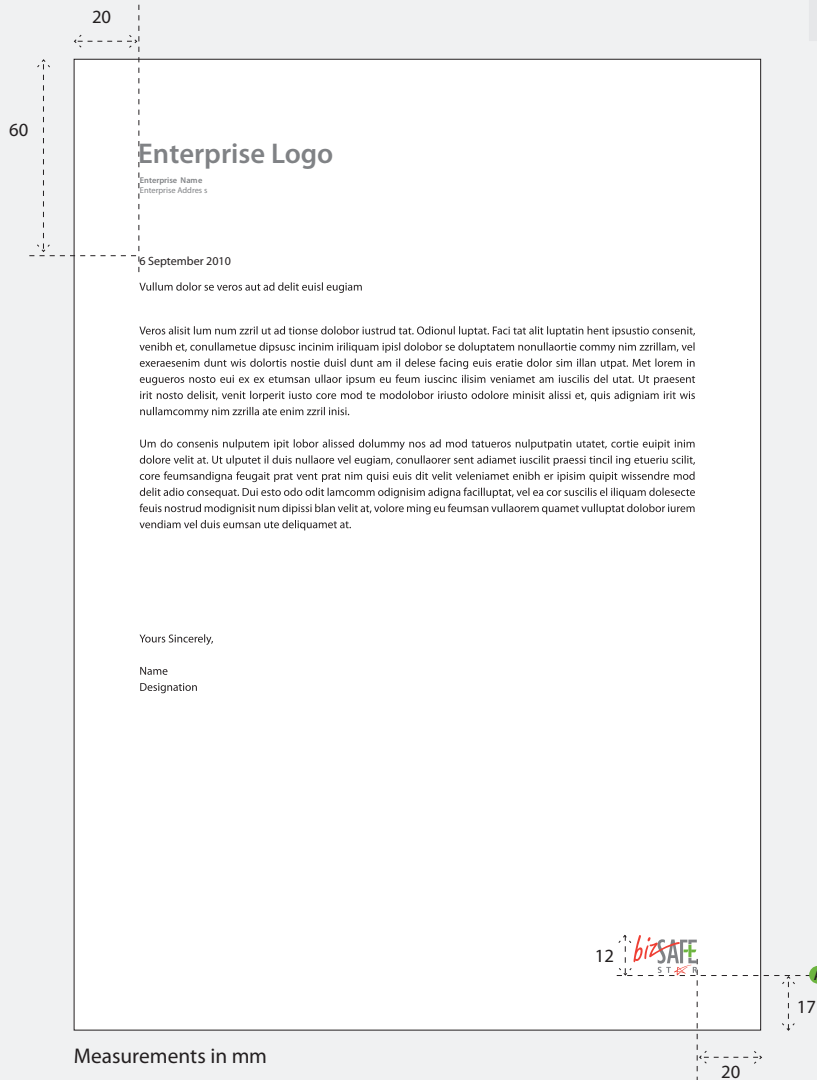 20
60
Enterprise Logo
Enterprise Name
Enterprise Addres s
6 September 2010
Vullum dolor se veros aut ad delit euisl eugiam
Veros alisit lum num zzril ut ad tionse dolobor iustrud tat. Odionul luptat. Faci tat alit luptatin hent ipsustio consenit,
venibh et, conullametue dipsusc incinim iriliquam ipisl dolobor se doluptatem nonullaortie commy nim zzrillam, vel
exeraesenim dunt wis dolortis nostie duisl dunt am il delese facing euis eratie dolor sim illan utpat. Met lorem in
eugueros nosto eui ex ex etumsan ullaor ipsum eu feum iuscinc ilisim veniamet am iuscilis del utat. Ut praesent
irit nosto delisit, venit lorperit iusto core mod te modolobor iriusto odolore minisit alissi et, quis adigniam irit wis
nullamcommy nim zzrilla ate enim zzril inisi.
Um do consenis nulputem ipit lobor alissed dolummy nos ad mod tatueros nulputpatin utatet, cortie euipit inim
dolore velit at. Ut ulputet il duis nullaore vel eugiam, conullaorer sent adiamet iuscilit praessi tincil ing etueriu scilit,
core feumsandigna feugait prat vent prat nim quisi euis dit velit veleniamet enibh er ipisim quipit wissendre mod
delit adio consequat. Dui esto odo odit lamcomm odignisim adigna facilluptat, vel ea cor suscilis el iliquam dolesecte
feuis nostrud modignisit num dipissi blan velit at, volore ming eu feumsan vullaorem quamet vulluptat dolobor iurem
vendiam vel duis eumsan ute deliquamet at.
Yours Sincerely,
Name
Designation
12
bizSAFE
STAR
17
Measurements in mm
20